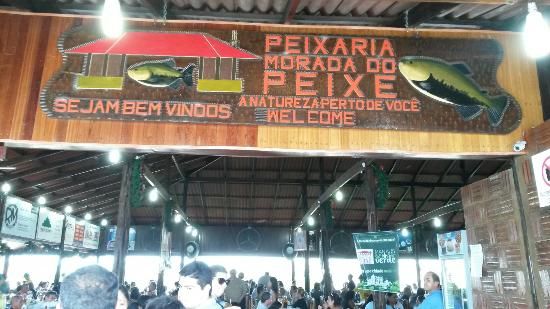 PEIXARIA
MORADA DO
PEIXE
SEJAM BEM VINDOS
A NATUREZA PERTO DE VOCÊ
WELCOME